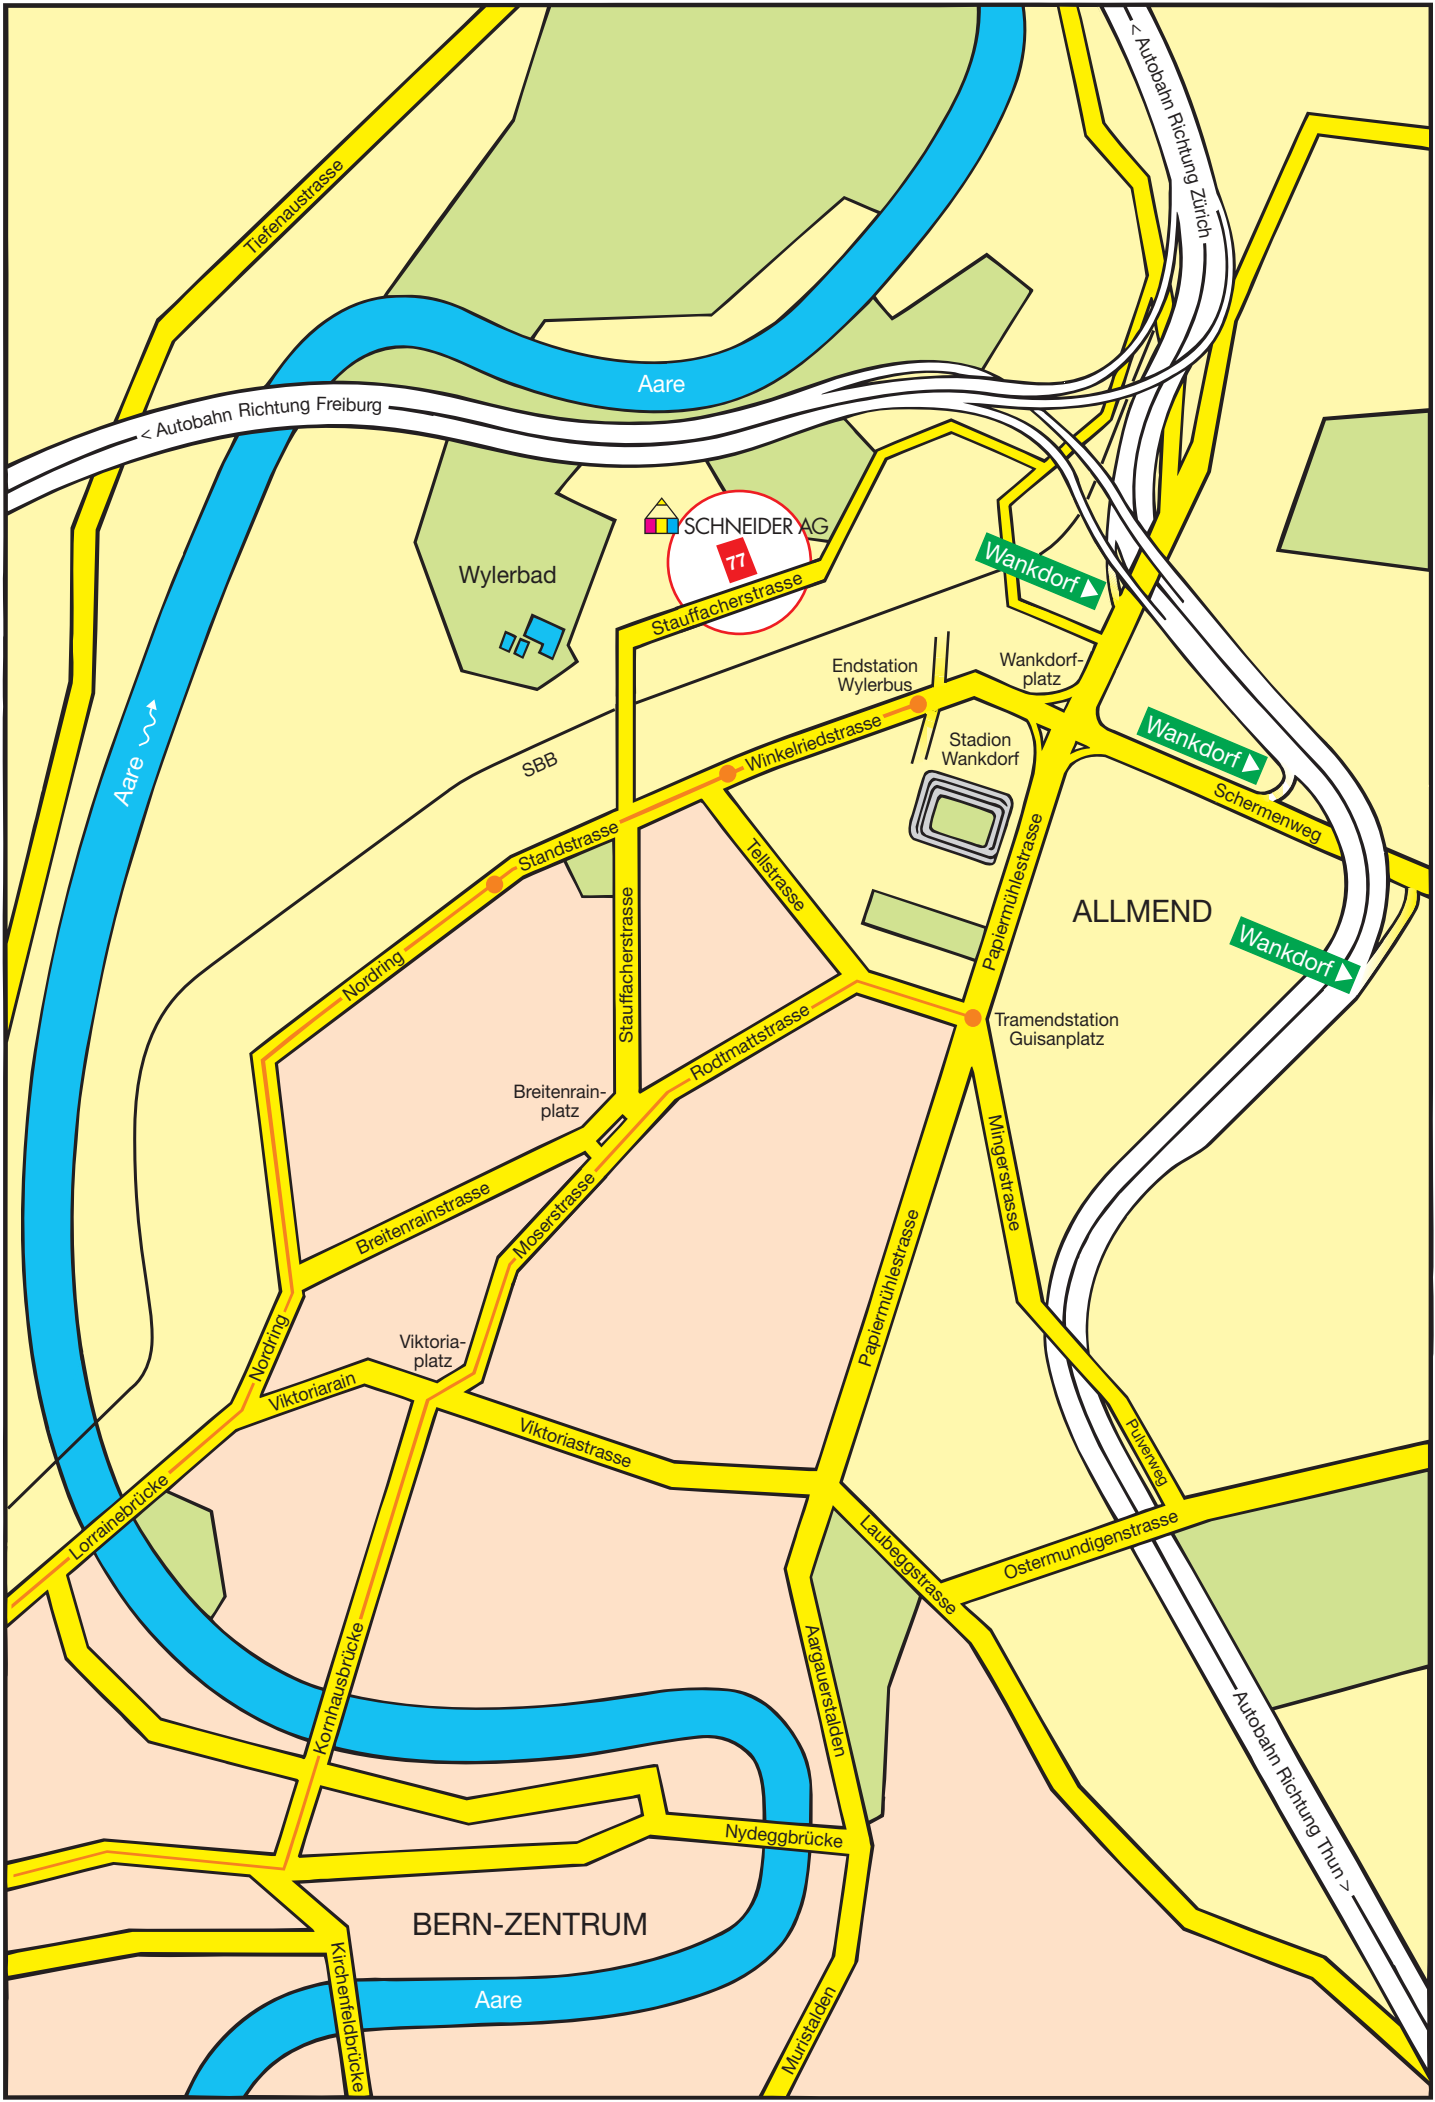 < Autobahn Richtung Zürich
Tiefenaustrasse
Aare
< Autobahn Richtung Freiburg
SCHNEIDER AG
77
Wylerbad
Wankdorf
Stauffacherstrasse
Endstation
Wylerbus
Wankdorf-
platz
Aare
SBB
Winkelriedstrasse
Stadion
Wankdorf
Wankdorf
Schermenweg
Standstrasse
Tellstrasse
Papiermühlestrasse
ALLMEND
Stauffacherstrasse
Wankdorf
Nordring
Rodtmattstrasse
Tramendstation
Guisanplatz
Breitenrain-
platz
Mingerstrasse
Breitenrainstrasse
Moserstrasse
Papiermühlestrasse
Nordring
Viktoria-
platz
Viktoriarain
Viktoriastrasse
Pulverweg
Lorrainebrücke
Laubeggstrasse
Ostermundigenstrasse
Kornhausbrücke
Aargauerstalden
Autobahn Richtung Thun >
Nydeggbrücke
BERN-ZENTRUM
Kirchenfeldbrücke
Aare
Muristalden